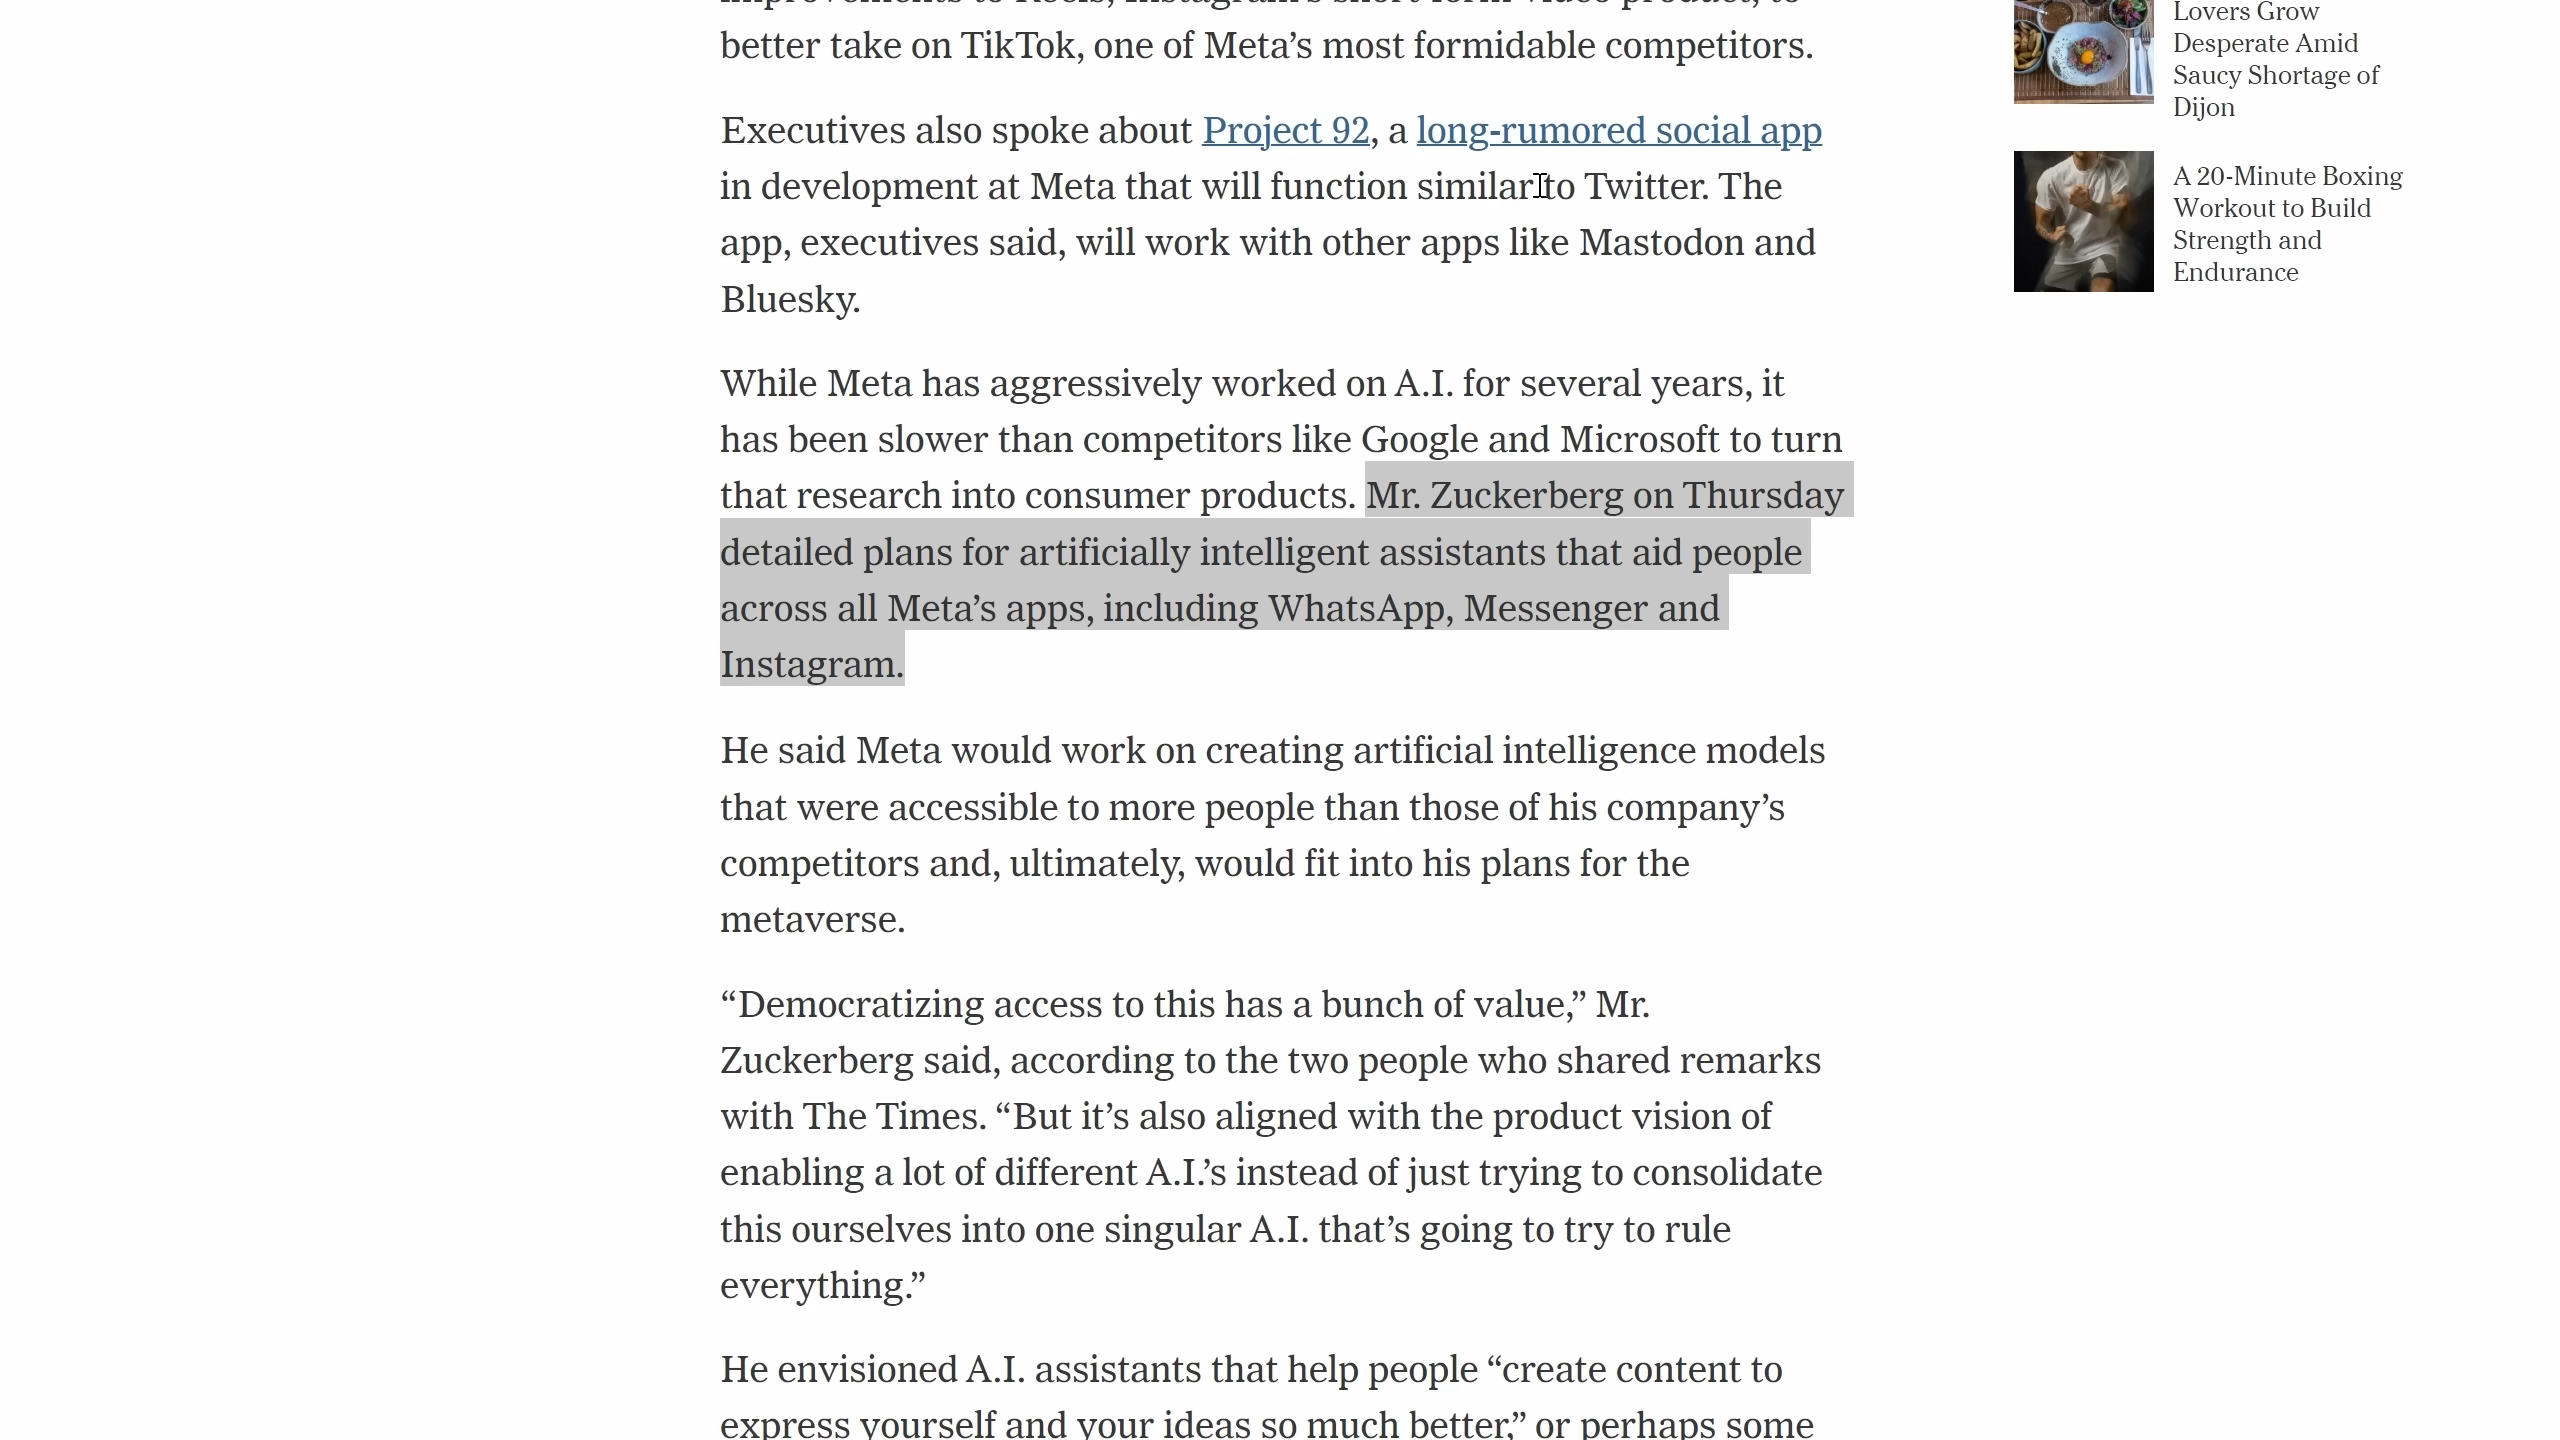 improvements to Reels, Instagram's short-form video product, to
better take on TikTok, one of Meta’s most formidable competitors.
Executives also spoke about Project 92, a long-rumored social app
in development at Meta that will function similar to Twitter. The
app, executives said, will work with other apps like Mastodon and
Bluesky.
While Meta has aggressively worked on A.I. for several years, it
has been slower than competitors like Google and Microsoft to turn
that research into consumer products. Mr. Zuckerberg on Thursday
detailed plans for artificially intelligent assistants that aid people
across all Meta’s apps, including WhatsApp, Messenger and
Instagram.
He said Meta would work on creating artificial intelligence models
that were accessible to more people than those of his company’s
competitors and, ultimately, would fit into his plans for the
metaverse.
“Democratizing access to this has a bunch of value,” Mr.
Zuckerberg said, according to the two people who shared remarks
with The Times. “But it’s also aligned with the product vision of
enabling a lot of different A.I.’s instead of just trying to consolidate
this ourselves into one singular A.I. that’s going to try to rule
everything.”
He envisioned A.I. assistants that help people “create content to
express yourself and your ideas so much better,” or perhaps some
Lovers Grow
Desperate Amid
Saucy Shortage of
Dijon
A 20-Minute Boxing
Workout to Build
Strength and
Endurance